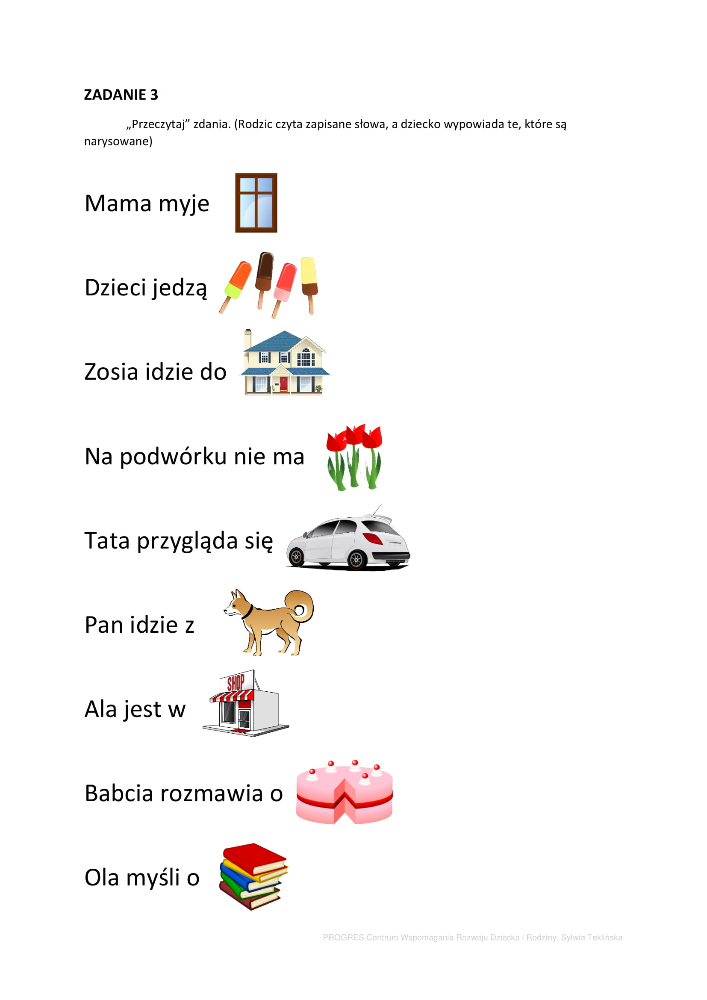 ZADANIE 3
„Przeczytaj” zdania. (Rodzic czyta zapisane słowa, a dziecko wypowiada te, które są
narysowane)
Mama myje
Dzieci jedzą
Zosia idzie do
Na podwórku nie ma
Tata przygląda się
Pan idzie z
SHOP
Ala jest w
Babcia rozmawia o
Ola myśli o
PROGRES Centrum Wspomagania Rozwoju Dziecka i Rodziny, Sylwia Teklińska